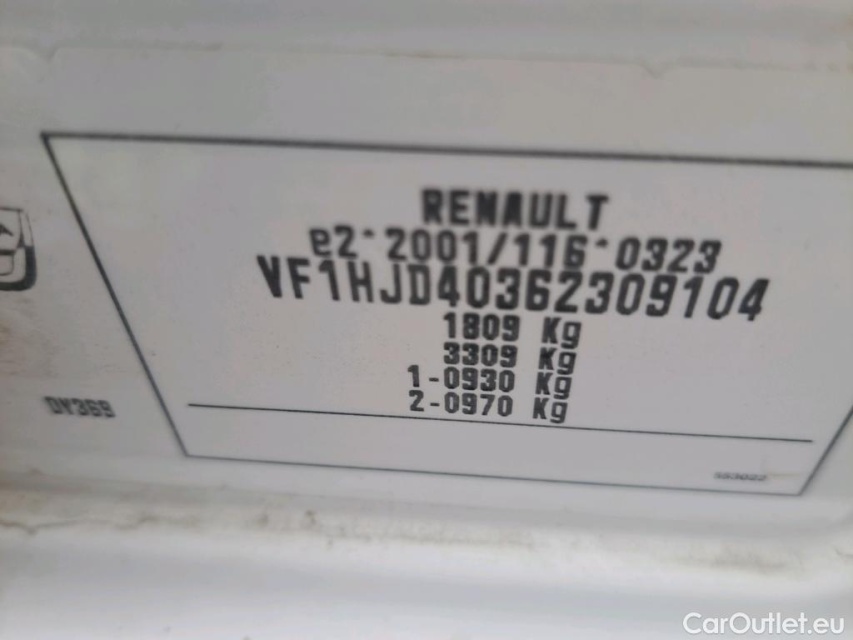 RENAULT
e2*2001/116*0323
VF1HJD40362309104
1809 Kg
3309 Kg
1-0930 Kg
2-0970 Kg
DY369
CarOutlet.eu